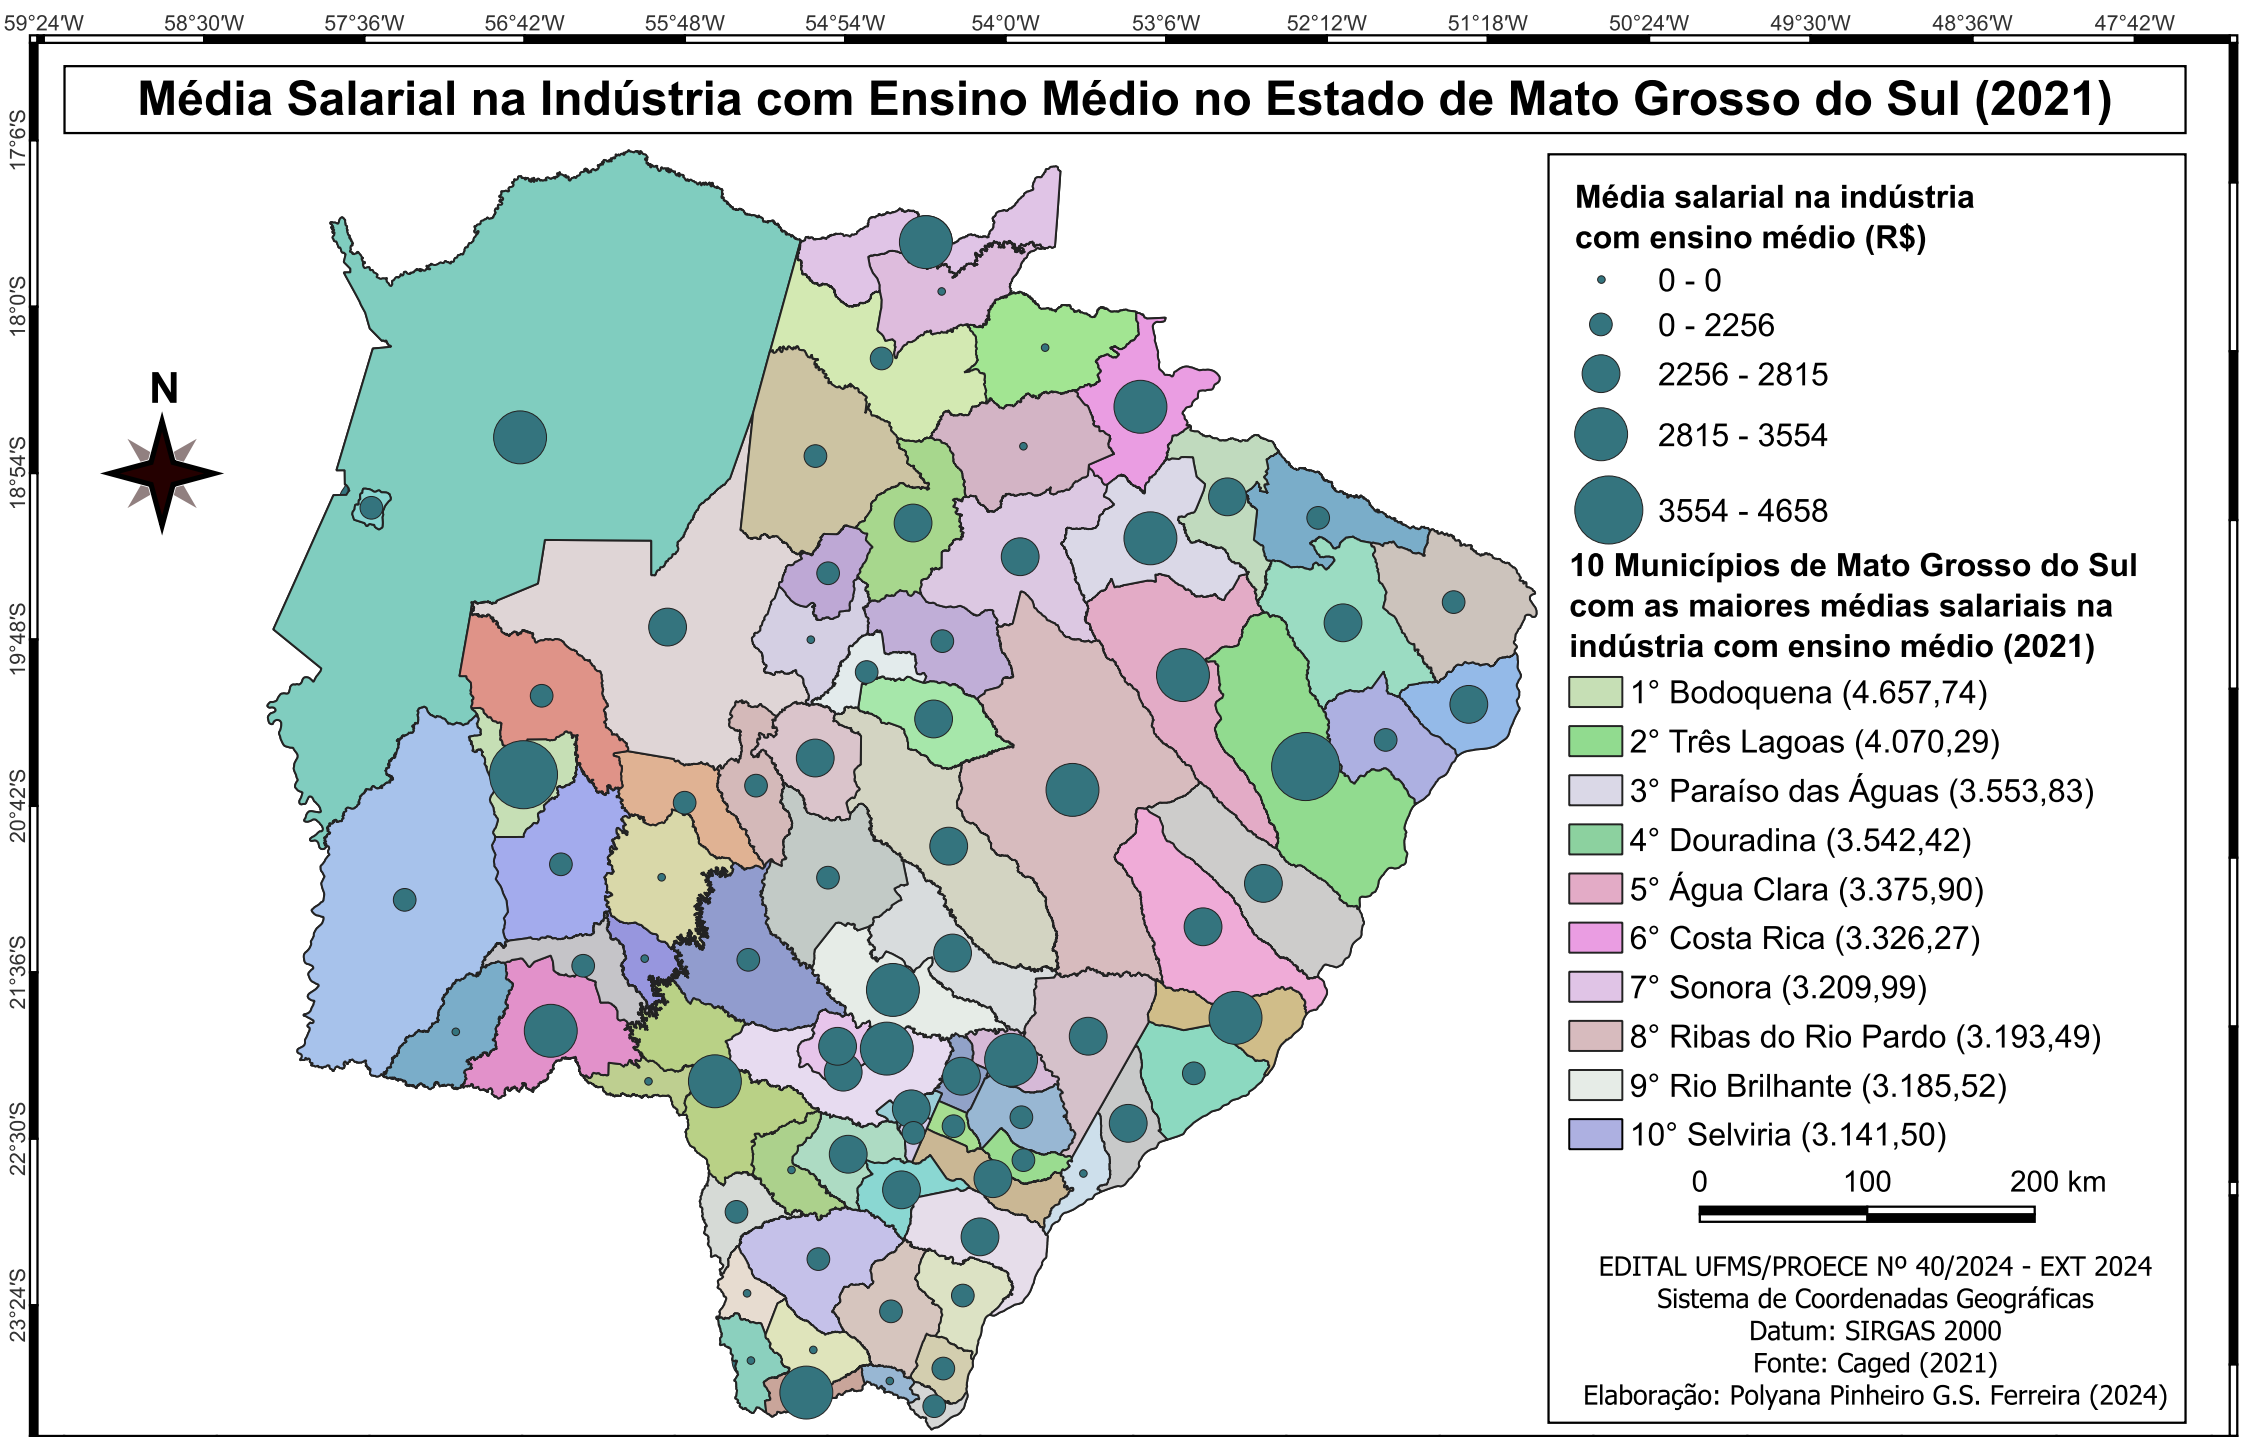 59°24'W 58°30'W 57°36'W 56°42'W 55°48'W 54°54'W 54°0'W 53°6'W 52°12'W 51°18'W 50°24'W 49°30'W 48°36'W 47°42'W
Média Salarial na Indústria com Ensino Médio no Estado de Mato Grosso do Sul (2021)
17°6'S
18°0'S
18°54'S
19°48'S
20°42'S
21°36'S
22°30'S
23°24'S
N
Média salarial na indústria
com ensino médio (R$)
0 - 0
0 - 2256
2256 - 2815
2815 - 3554
3554 - 4658
10 Municípios de Mato Grosso do Sul
com as maiores médias salariais na
indústria com ensino médio (2021)
1° Bodoquena (4.657,74)
2° Três Lagoas (4.070,29)
3° Paraíso das Águas (3.553,83)
4° Douradina (3.542,42)
5° Água Clara (3.375,90)
6° Costa Rica (3.326,27)
7° Sonora (3.209,99)
8° Ribas do Rio Pardo (3.193,49)
9° Rio Brilhante (3.185,52)
10° Selviria (3.141,50)
0 100 200 km
EDITAL UFMS/PROECE Nº 40/2024 - EXT 2024
Sistema de Coordenadas Geográficas
Datum: SIRGAS 2000
Fonte: Caged (2021)
Elaboração: Polyana Pinheiro G.S. Ferreira (2024)